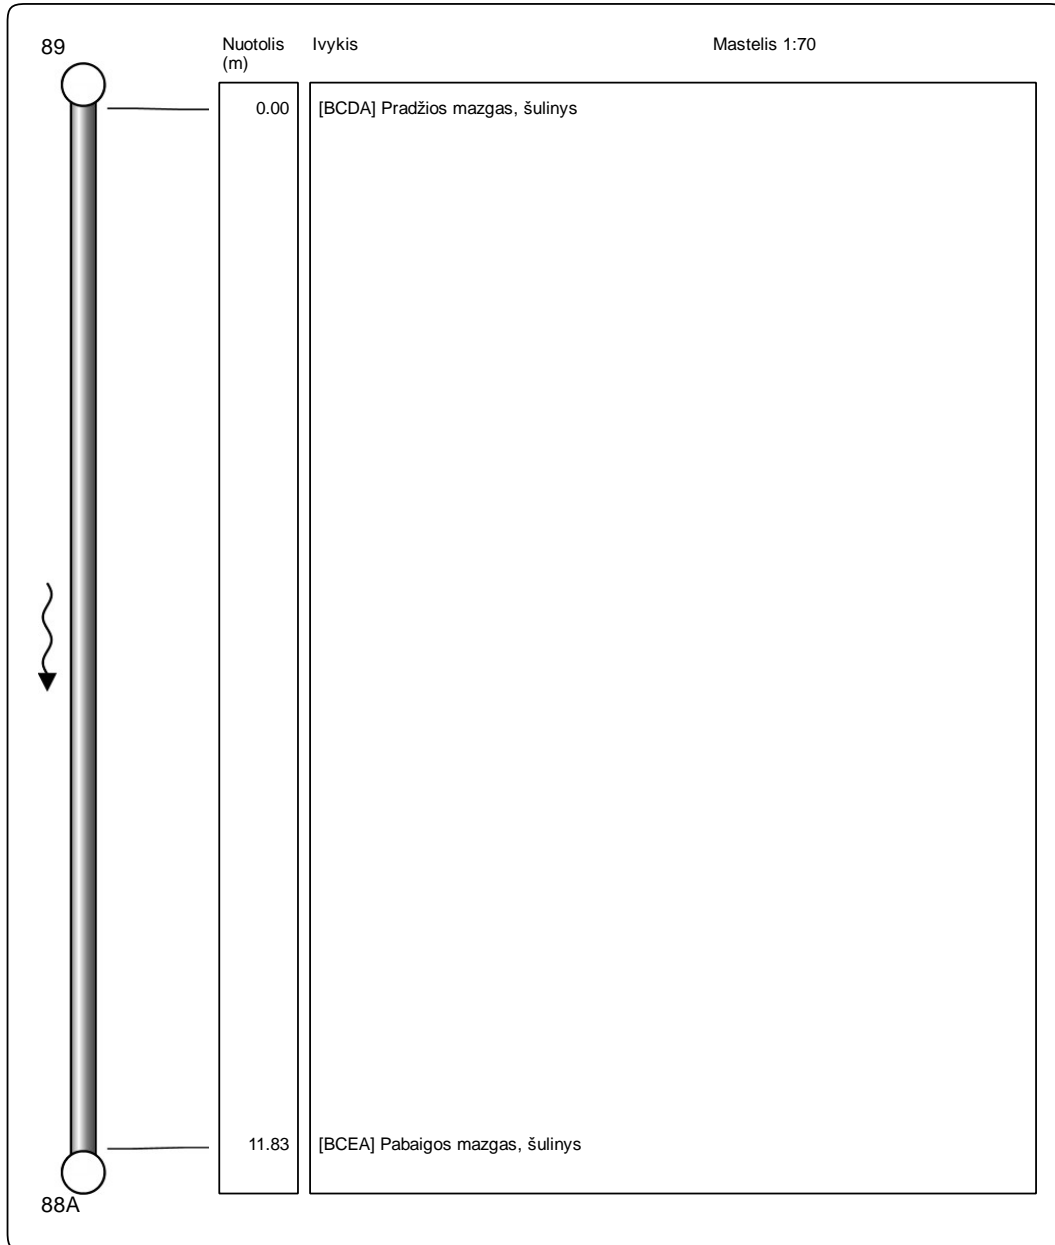 89
Nuotolis (m)
Ivykis
Mastelis 1:70
0.00
[BCDA] Pradžios mazgas, šulinys
11.83
[BCEA] Pabaigos mazgas, šulinys
88A